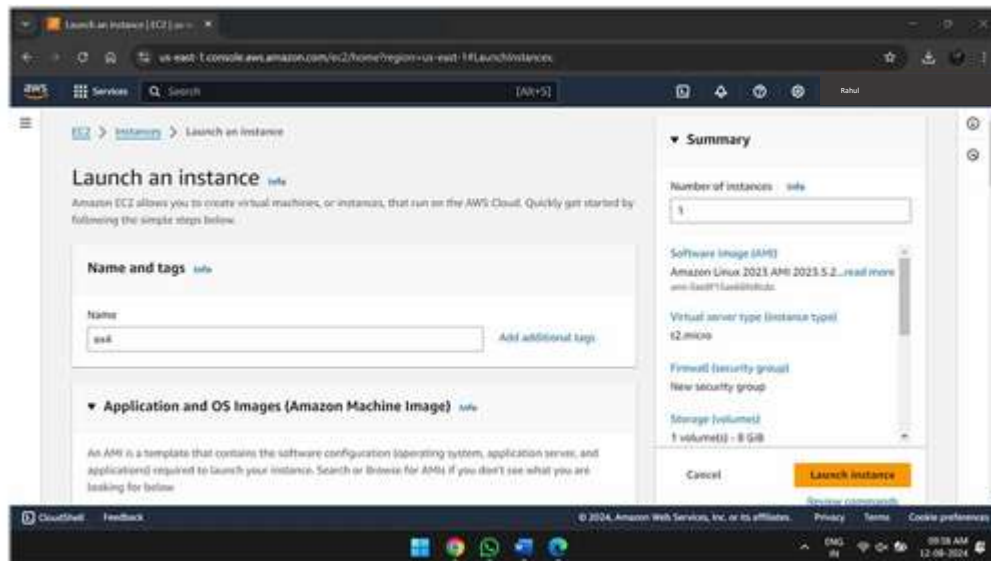 Launch an instance | EC2 | us-e
us-east-1.console.aws.amazon.com/ec2/home?region=us-east-1#LaunchInstances:
aws
Services
Search
[Alt+S]
Rahul
EC2 > Instances > Launch an instance
Launch an instance Info
Amazon EC2 allows you to create virtual machines, or instances, that run on the AWS Cloud. Quickly get started by
following the simple steps below.
Name and tags Info
Name
Add additional tags
Application and OS Images (Amazon Machine Image) Info
An AMI is a template that contains the software configuration (operating system, application server, and
applications) required to launch your instance. Search or Browse for AMIs if you don't see what you are
looking for below
Summary
Number of instances Info
1
Software Image (AMI)
Amazon Linux 2023 AMI 2023.5.2...read more
Virtual server type (instance type)
t2.micro
Firewall (security group)
New security group
Storage (volumes)
1 volume(s) - 8 GiB
Cancel
Launch instance
Review commands
CloudShell Feedback
© 2024, Amazon Web Services, Inc. or its affiliates. Privacy Terms Cookie preferences
ENG
IN
AM
12-08-2024